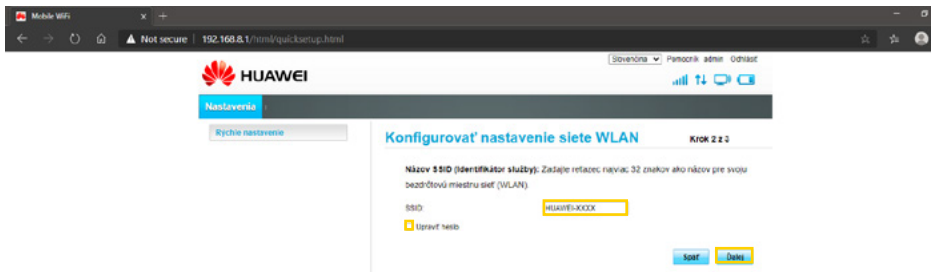 Mobile WiFi
Not secure 192.168.8.1/html/quicksetup.html
Slovenčina Pomocník admin Odhlásiť
HUAWEI
Nastavenia
Rýchle nastavenie
Konfigurovať nastavenie siete WLAN Krok 2 z 3
Názov SSID (Identifikátor služby): Zadajte reťazec najviac 32 znakov ako názov pre svoju
bezdrôtovú miestnu sieť (WLAN).
SSID: HUAWEI-XXXX
Upraviť heslo
Späť Ďalej